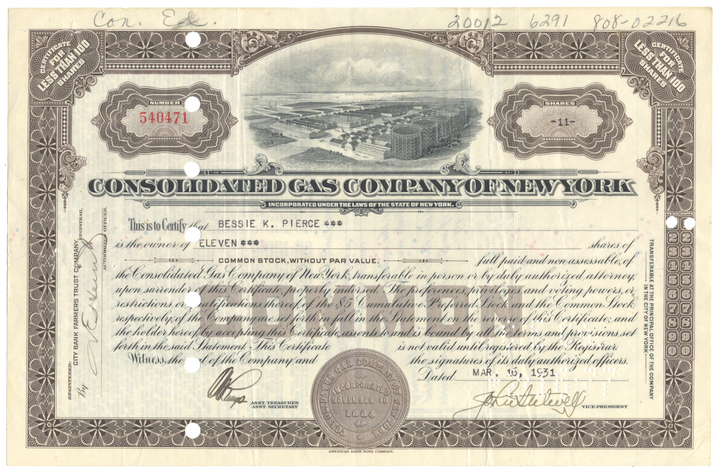 Con. Ed. 20012 6291 808-02216
CERTIFICATE FOR LESS THAN 100 SHARES
CERTIFICATE FOR LESS THAN 100 SHARES
NUMBER
540471
SHARES
-11-
CONSOLIDATED GAS COMPANY OF NEW YORK
INCORPORATED UNDER THE LAWS OF THE STATE OF NEW YORK.
This is to Certify that BESSIE K. PIERCE ***
is the owner of ELEVEN *** shares of
COMMON STOCK, WITHOUT PAR VALUE, full paid and non-assessable, of
the Consolidated Gas Company of New York, transferable in person or by duly authorized attorney,
upon surrender of this Certificate, properly endorsed. The preferences, and voting powers, or
restrictions or qualifications thereof of the $5 Cumulative Preferred Stock and the Common Stock
respectively, of the Company, are set forth in full in the Statement on the back of this Certificate; and
the holder hereof by accepting this Certificate, assents to and is bound by all the terms and provisions set
forth in the said Statement. This Certificate is not valid until registered by the Registrar.
Witness, the seal of the Company and the signatures of its duly authorized officers.
Dated MAR. 16, 1931
COMMON
ASST TREASURER
ASST SECRETARY
VICE-PRESIDENT
REGISTERED:
CITY BANK FARMERS TRUST COMPANY
REGISTRAR,
By
AUTHORIZED OFFICER.
TRANSFERABLE AT THE PRINCIPAL OFFICE OF THE COMPANY
IN THE CITY OF NEW YORK
AMERICAN BANK NOTE COMPANY.